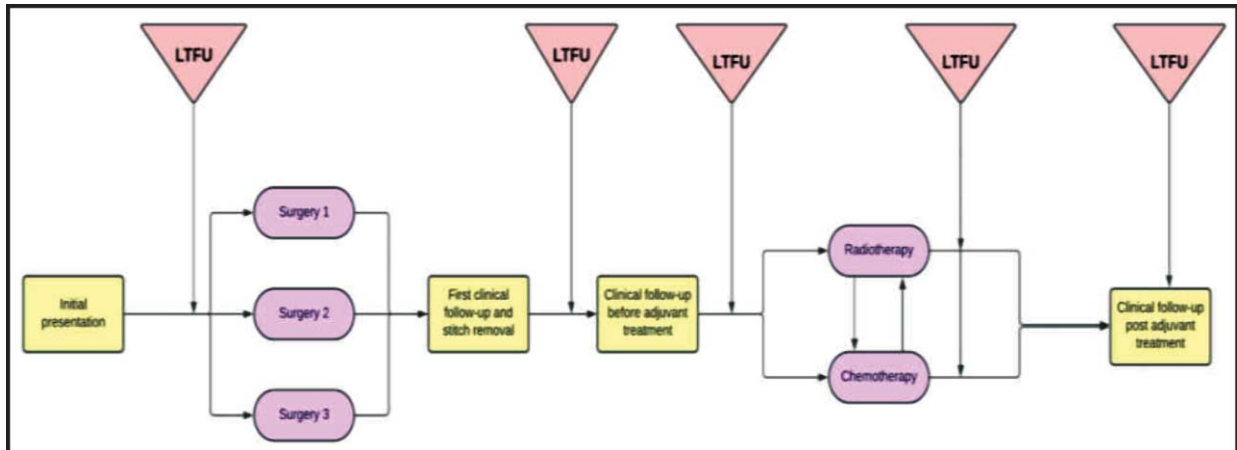 LTFU
LTFU
LTFU
LTFU
LTFU
Surgery 1
Surgery 2
Surgery 3
Initial
presentation
First clinical
follow-up and
stitch removal
Clinical follow-up
before adjuvant
treatment
Radiotherapy
Chemotherapy
Clinical follow-up
post adjuvant
treatment